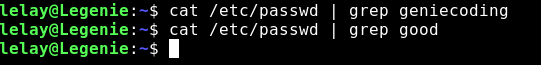 lelay@Legenie:~$ cat /etc/passwd | grep geniecoding
lelay@Legenie:~$ cat /etc/passwd | grep good
lelay@Legenie:~$